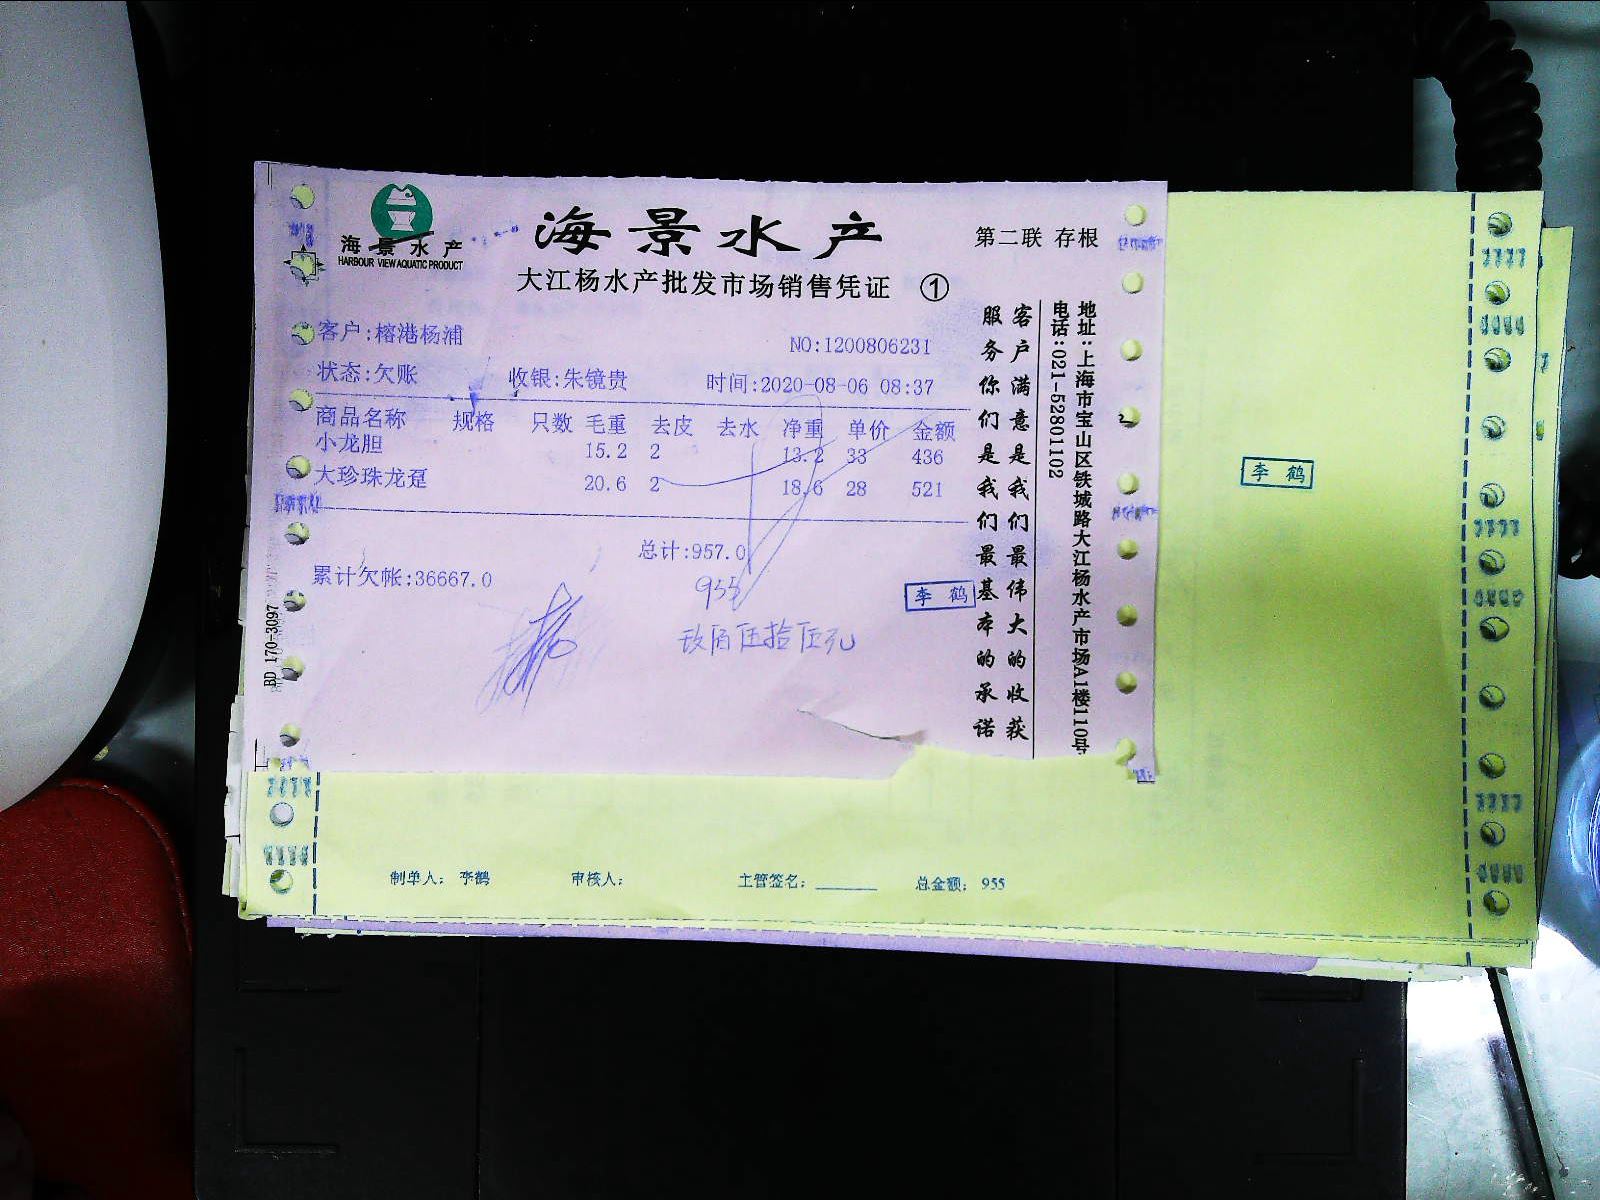 海景水产
HARBOUR VIEW AQUATIC PRODUCT
海景水产
第二联 存根
大江杨水产批发市场销售凭证 ①
客户:榕港杨浦
NO:1200806231
状态:欠账 收银:朱镜贵 时间:2020-08-06 08:37
商品名称 规格 只数 毛重 去皮 去水 净重 单价 金额
小龙胆 15.2 2 13.2 33 436
大珍珠龙趸 20.6 2 18.6 28 521
总计:957.0
累计欠帐:36667.0
955
玖佰伍拾伍元
李鹤
客户满意是我们最伟大的收获
服务你们是我们最基本的承诺
地址:上海市宝山区铁城路大江杨水产市场A1楼110号
电话:021-52801102
BD 170-3097
李鹤
制单人: 李鹤 审核人: 主管签名: 总金额: 955